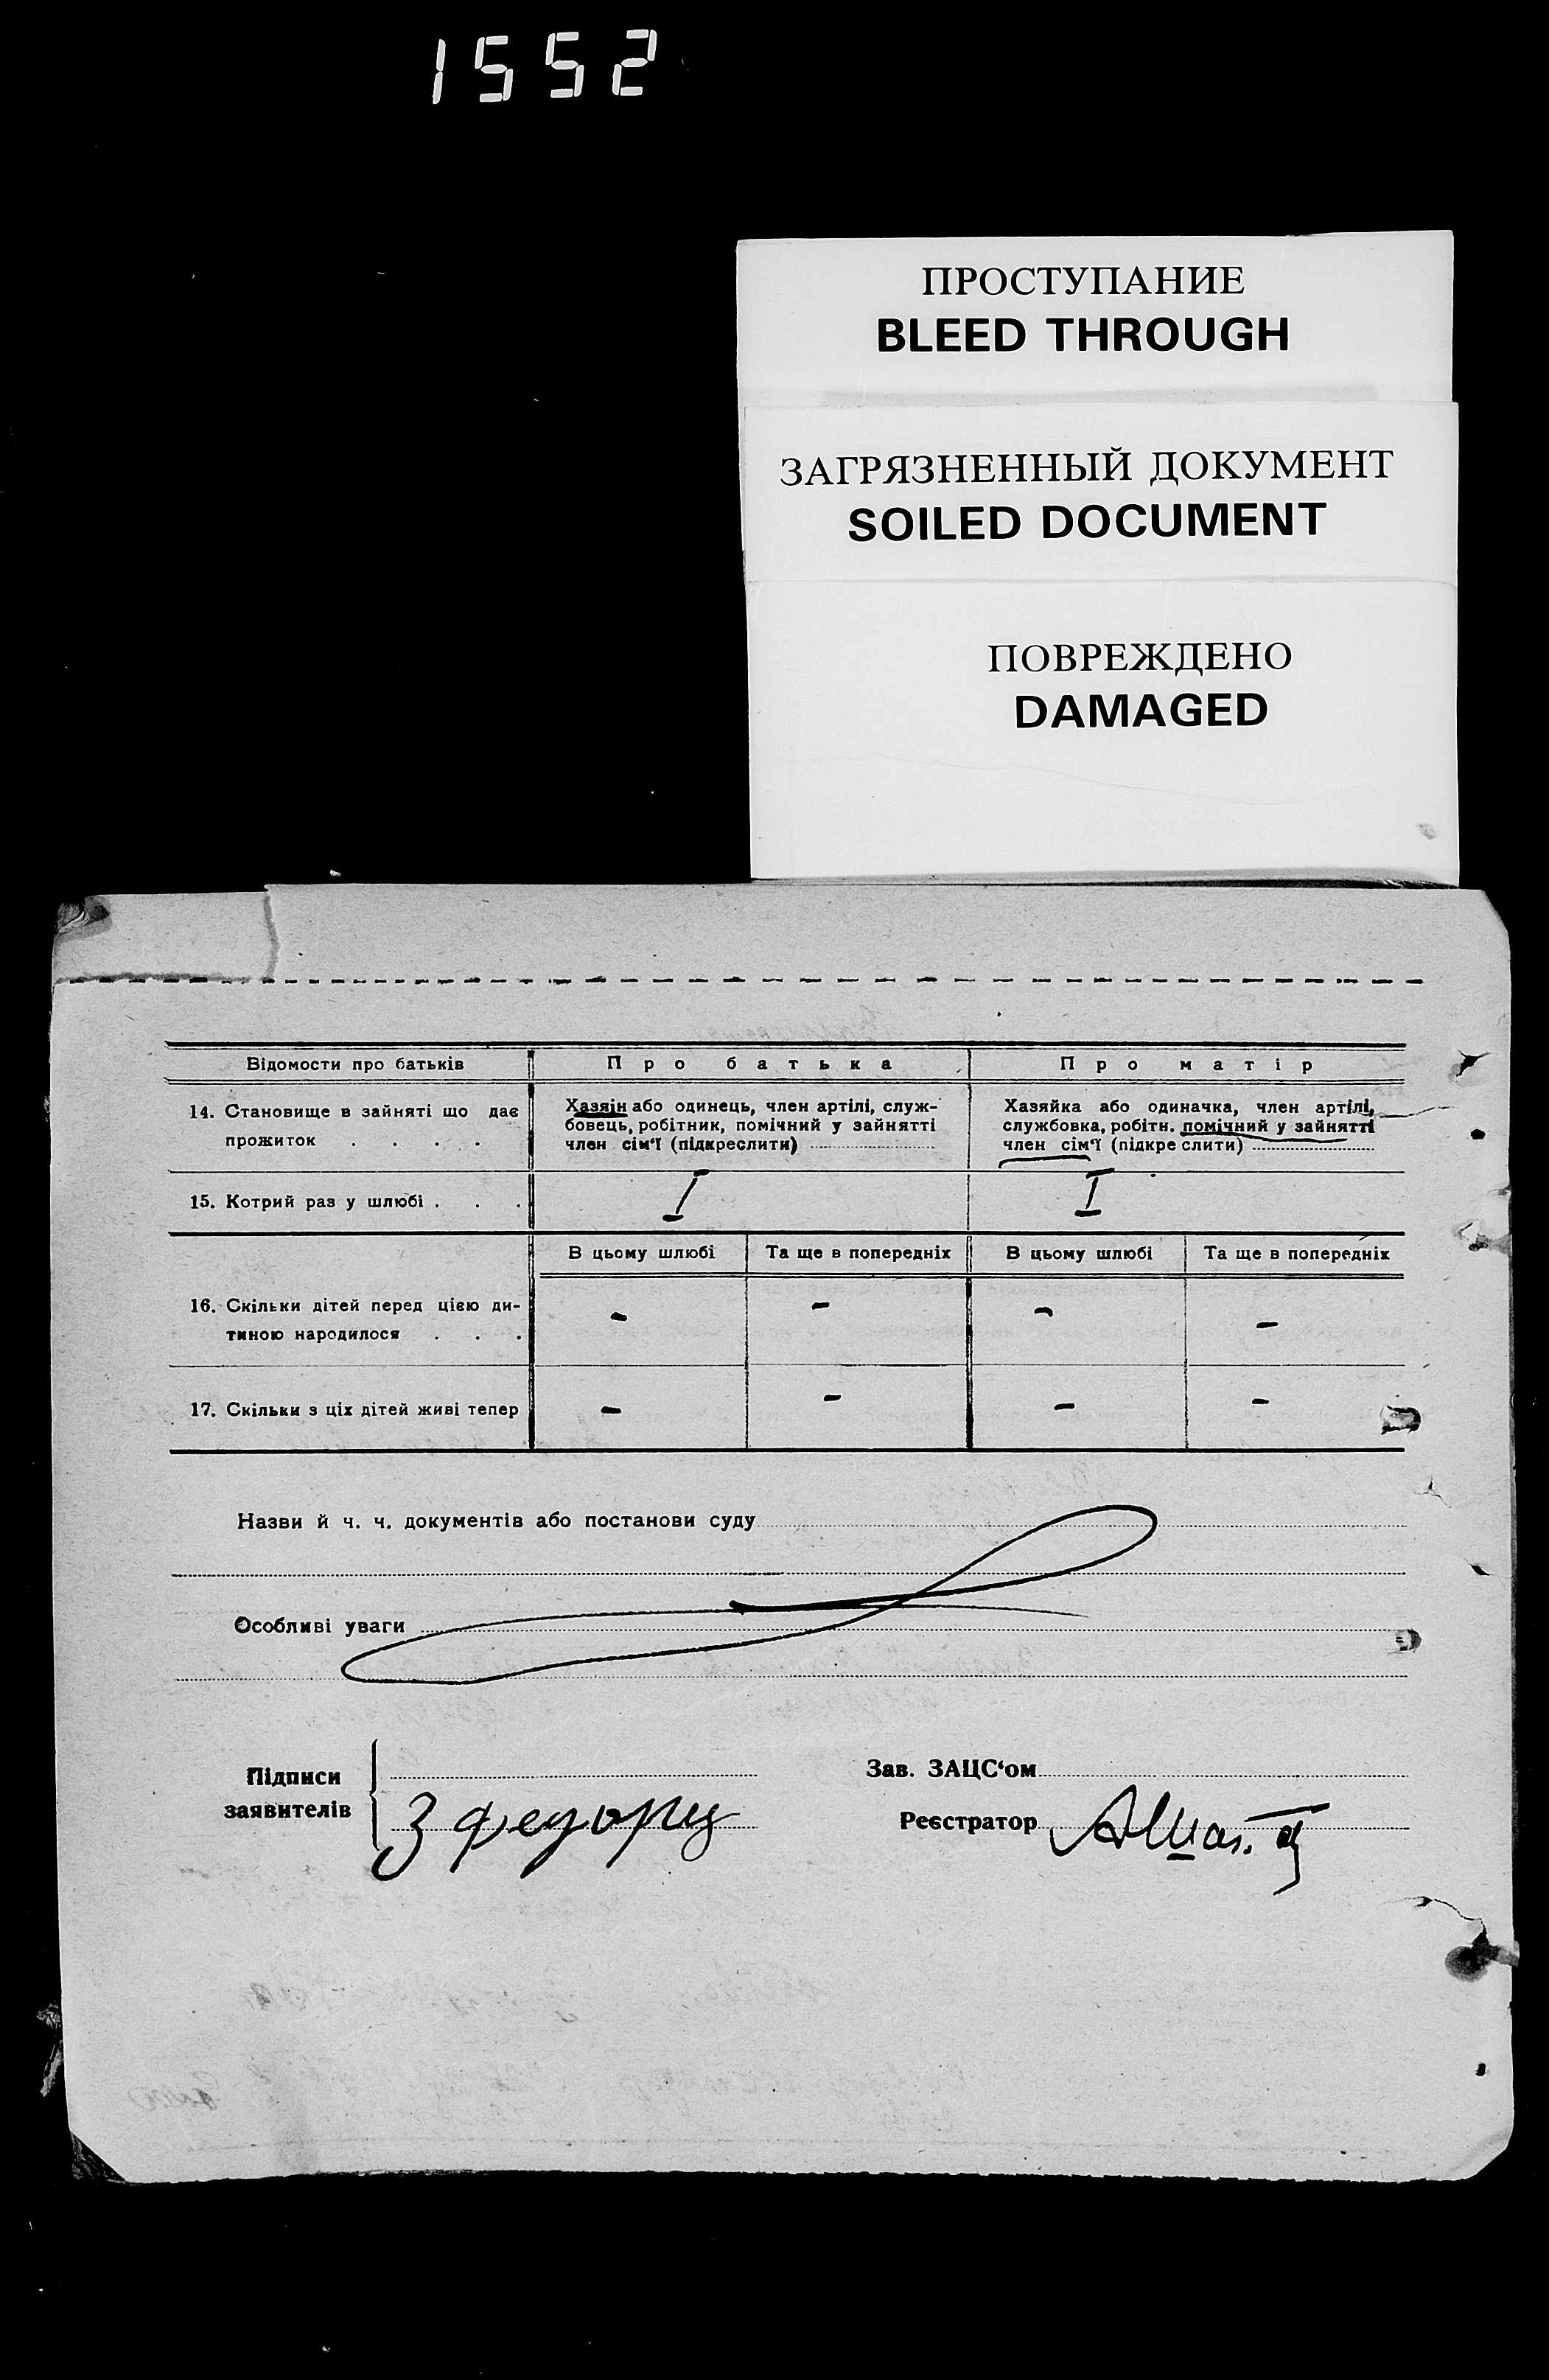 1552
ПРОСТУПАНИЕ
BLEED THROUGH
ЗАГРЯЗНЕННЫЙ ДОКУМЕНТ
SOILED DOCUMENT
ПОВРЕЖДЕНО
DAMAGED
Відомости про батьків Про батька Про матір
14. Становище в зайняті що дає прожиток . . . .
Хазяїн або одинець, член артілі, служ-
бовець, робітник, помічний у зайнятті
член сім‘ї (підкреслити)
Хазяйка або одиначка, член артілі,
службовка, робітн. помічний у зайнятті
член сім‘ї (підкреслити)
15. Котрий раз у шлюбі . . . I I
В цьому шлюбі Та ще в попередніх В цьому шлюбі Та ще в попередніх
16. Скільки дітей перед цією ди-
тиною народилося . . . - - - -
17. Скільки з ціх дітей живі тепер - - - -
Назви й ч. ч. документів або постанови суду
Особливі уваги
Підписи
заявителів
З Федорец
Зав. ЗАЦС‘ом
Реєстратор